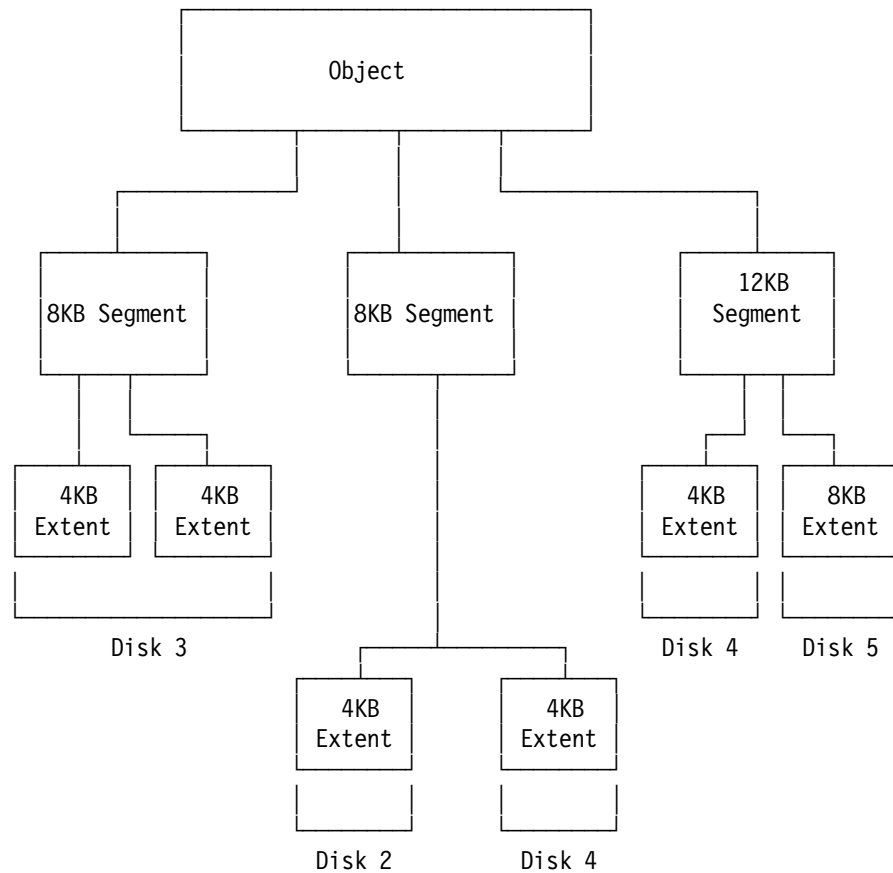 Object
8KB Segment
8KB Segment
12KB
Segment
4KB
Extent
4KB
Extent
4KB
Extent
8KB
Extent
Disk 3
Disk 4
Disk 5
4KB
Extent
4KB
Extent
Disk 2
Disk 4